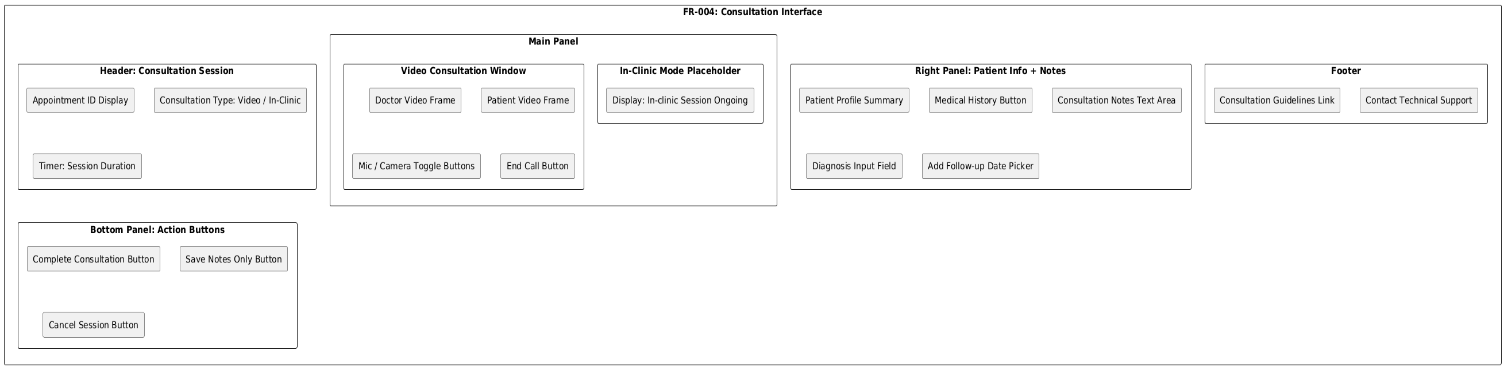 FR-004: Consultation Interface
Header: Consultation Session
Appointment ID Display
Consultation Type: Video / In-Clinic
Timer: Session Duration
Main Panel
Video Consultation Window
Doctor Video Frame
Patient Video Frame
Mic / Camera Toggle Buttons
End Call Button
In-Clinic Mode Placeholder
Display: In-clinic Session Ongoing
Right Panel: Patient Info + Notes
Patient Profile Summary
Medical History Button
Consultation Notes Text Area
Diagnosis Input Field
Add Follow-up Date Picker
Footer
Consultation Guidelines Link
Contact Technical Support
Bottom Panel: Action Buttons
Complete Consultation Button
Save Notes Only Button
Cancel Session Button